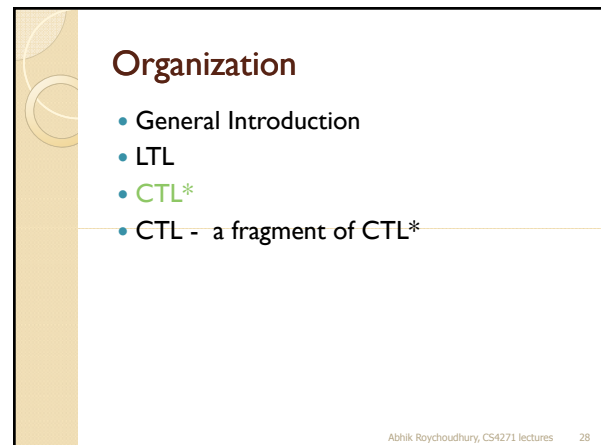 Organization
• General Introduction
• LTL
• CTL*
• CTL - a fragment of CTL*
Abhik Roychoudhury, CS4271 lectures 28